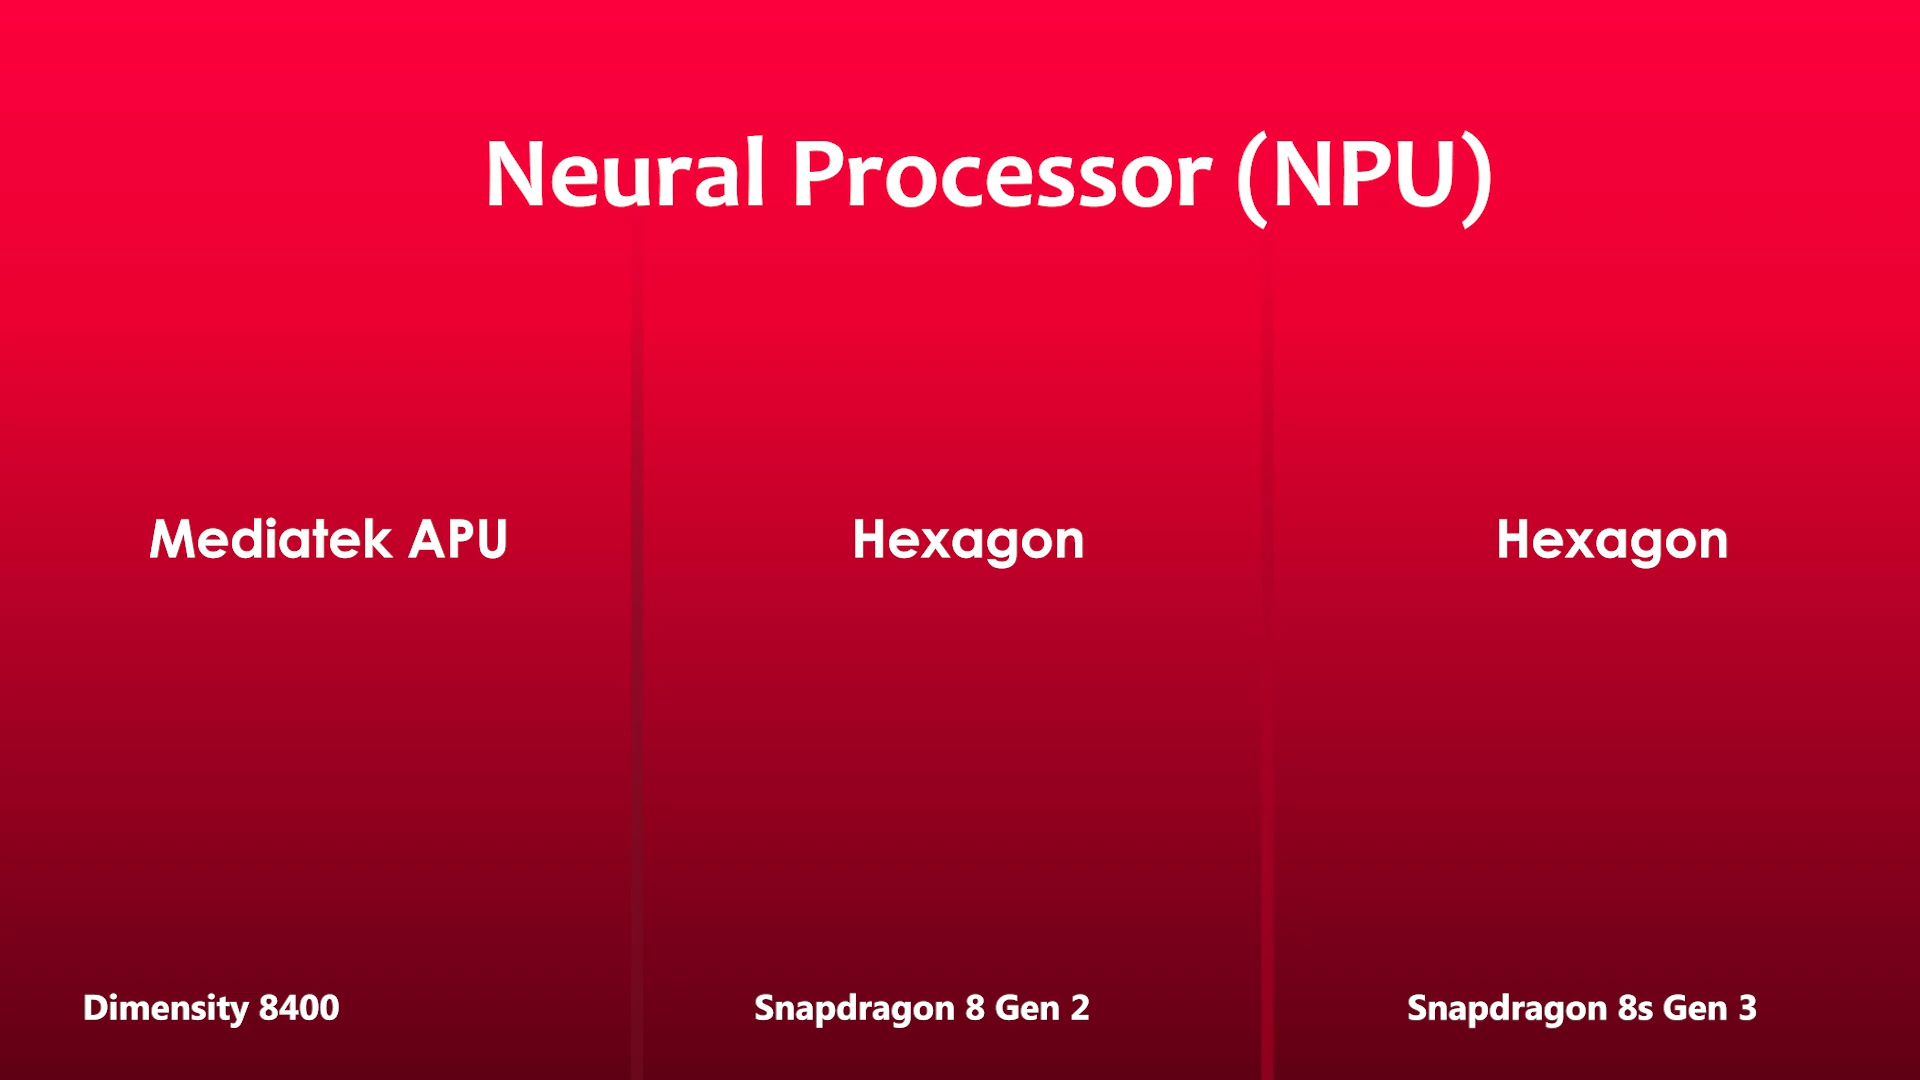 Neural Processor (NPU)
Mediatek APU
Hexagon
Hexagon
Dimensity 8400
Snapdragon 8 Gen 2
Snapdragon 8s Gen 3